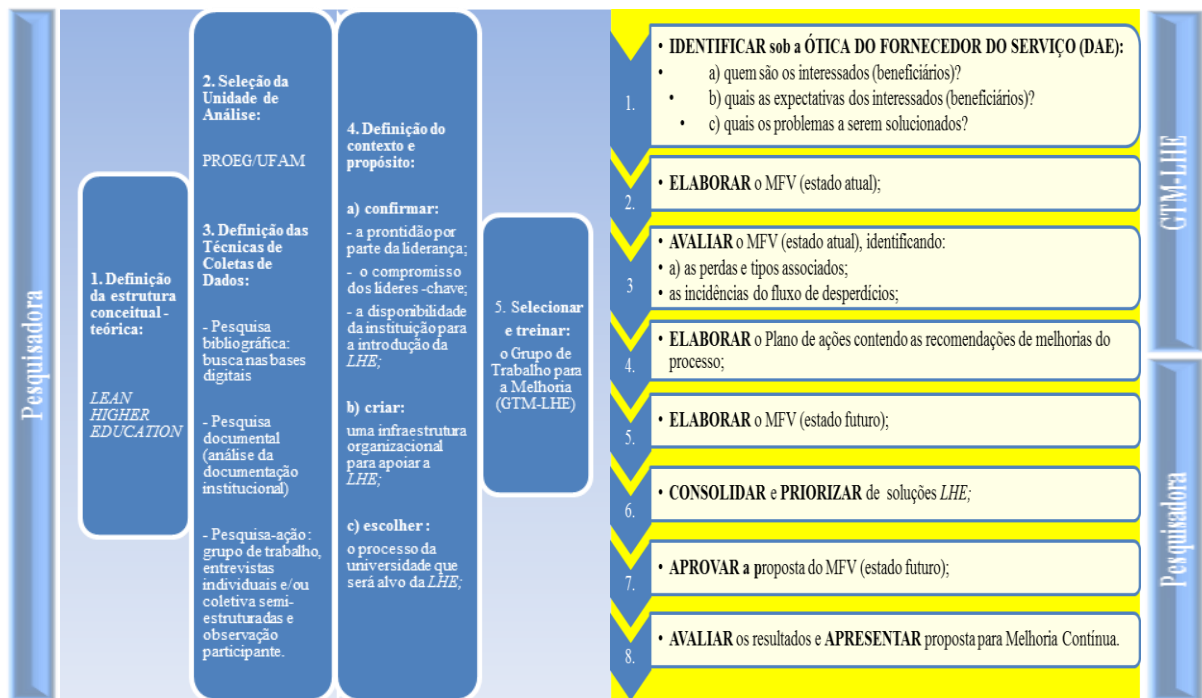 Pesquisadora
1. Definição
da estrutura
conceitual -
teórica:
LEAN
HIGHER
EDUCATION
2. Seleção da
Unidade de
Análise:
PROEG/UFAM
3. Definição das
Técnicas de
Coletas de
Dados:
- Pesquisa
bibliográfica:
busca nas bases
digitais
- Pesquisa
documental
(análise da
documentação
institucional)
- Pesquisa-ação :
grupo de trabalho,
entrevistas
individuais e/ou
coletiva semi-
estruturadas e
observação
participante.
4. Definição do
contexto e
propósito:
a) confirmar:
- a prontidão por
parte da liderança;
- o compromisso
dos líderes -chave;
- a disponibilidade
da instituição para
a introdução da
LHE;
b) criar:
uma infraestrutura
organizacional
para apoiar a
LHE;
c) escolher :
o processo da
universidade que
será alvo da LHE;
5. Selecionar
e treinar:
o Grupo de
Trabalho para
a Melhoria
(GTM-LHE)
1.
• IDENTIFICAR sob a ÓTICA DO FORNECEDOR DO SERVIÇO (DAE):
• a) quem são os interessados (beneficiários)?
• b) quais as expectativas dos interessados (beneficiários)?
• c) quais os problemas a serem solucionados?
2.
• ELABORAR o MFV (estado atual);
3
• AVALIAR o MFV (estado atual), identificando:
• a) as perdas e tipos associados;
• as incidências do fluxo de desperdícios;
4.
• ELABORAR o Plano de ações contendo as recomendações de melhorias do
processo;
5.
• ELABORAR o MFV (estado futuro);
6.
• CONSOLIDAR e PRIORIZAR de soluções LHE;
7.
• APROVAR a proposta do MFV (estado futuro);
8.
• AVALIAR os resultados e APRESENTAR proposta para Melhoria Contínua.
GTM-LHE
Pesquisadora